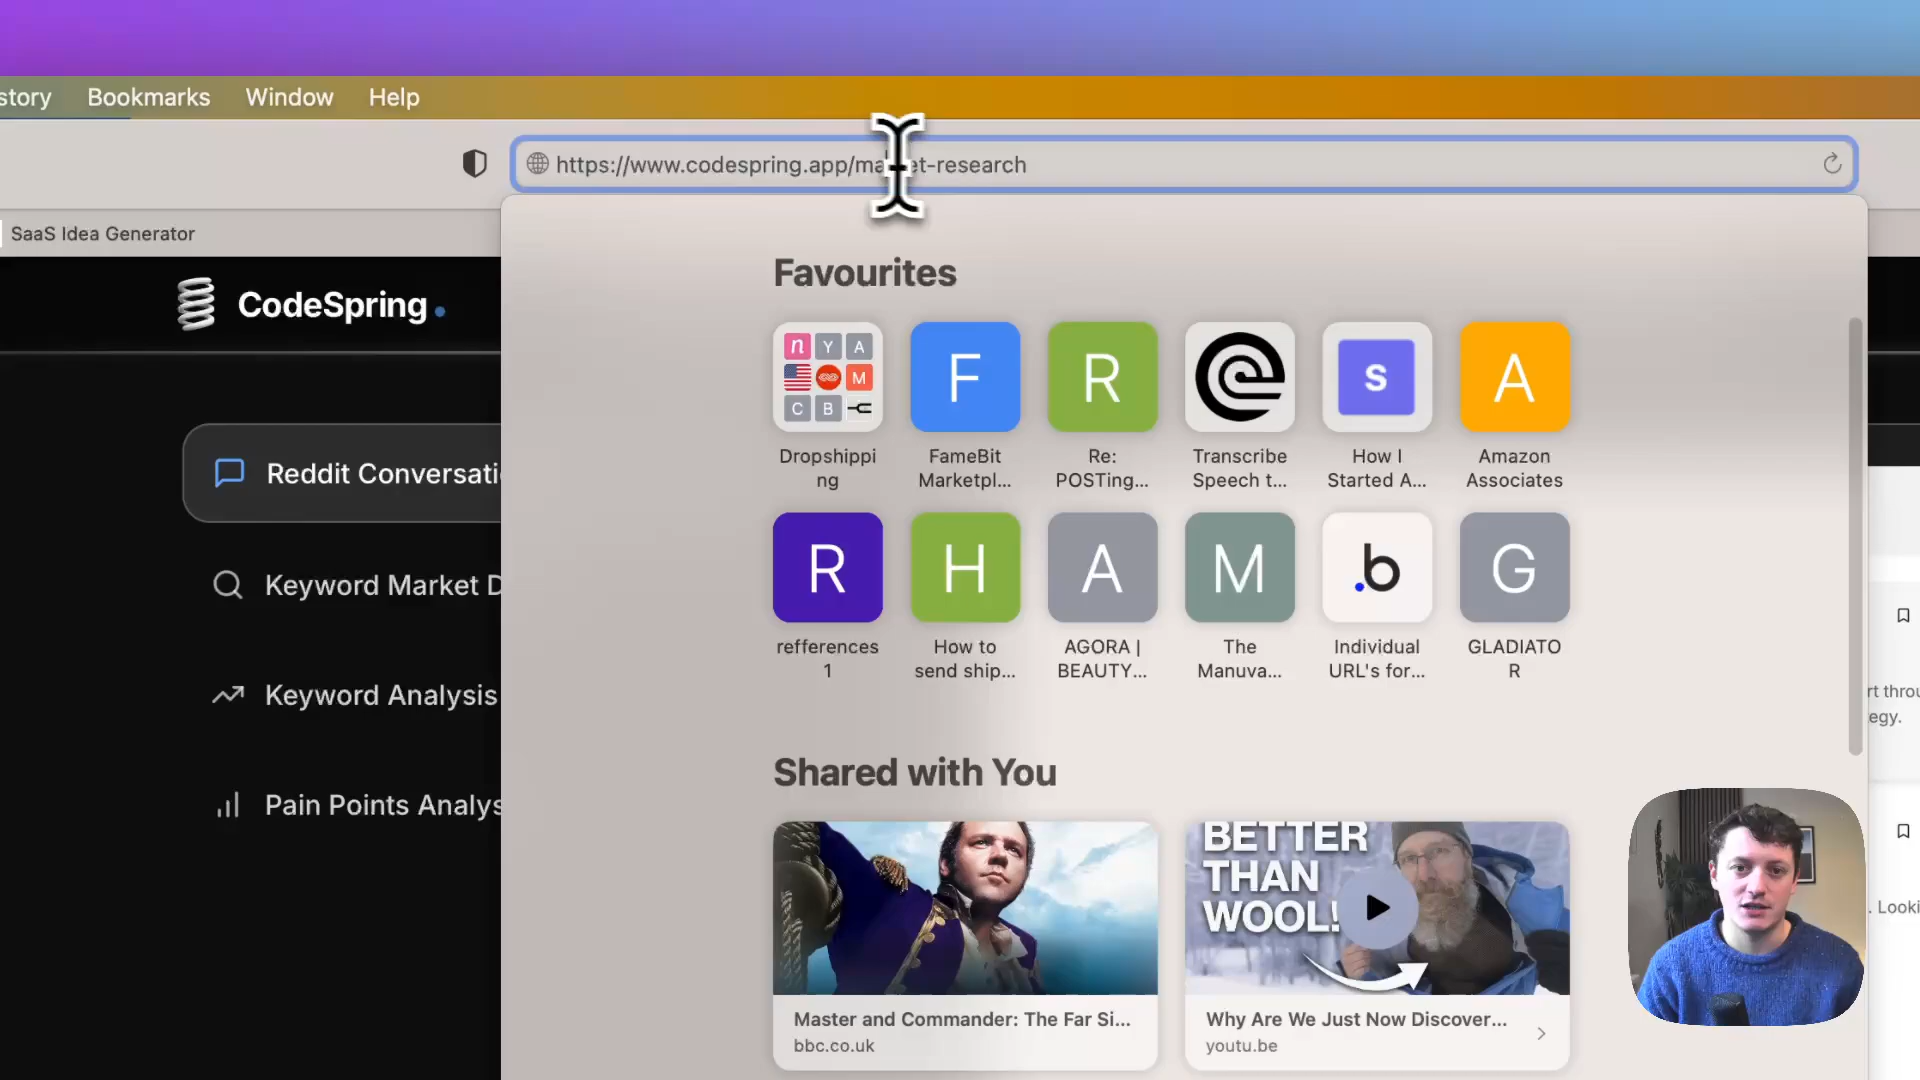 story Bookmarks Window Help
https://www.codespring.app/ma et-research
SaaS Idea Generator
CodeSpring.
Favourites
n Y A
M
C B
F
R
S
A
Dropshippi
ng
FameBit
Marketpl...
Re:
POSTing...
Transcribe
Speech t...
How I
Started A...
Amazon
Associates
R
H
A
M
.b
G
refferences
1
How to
send ship...
AGORA |
BEAUTY...
The
Manuva...
Individual
URL's for...
GLADIATO
R
Reddit Conversati
Keyword Market D
Keyword Analysis
Pain Points Analys
rt throu
egy.
. Looki
Shared with You
BETTER
THAN
WOOL!
Master and Commander: The Far Si...
bbc.co.uk
Why Are We Just Now Discover...
youtu.be